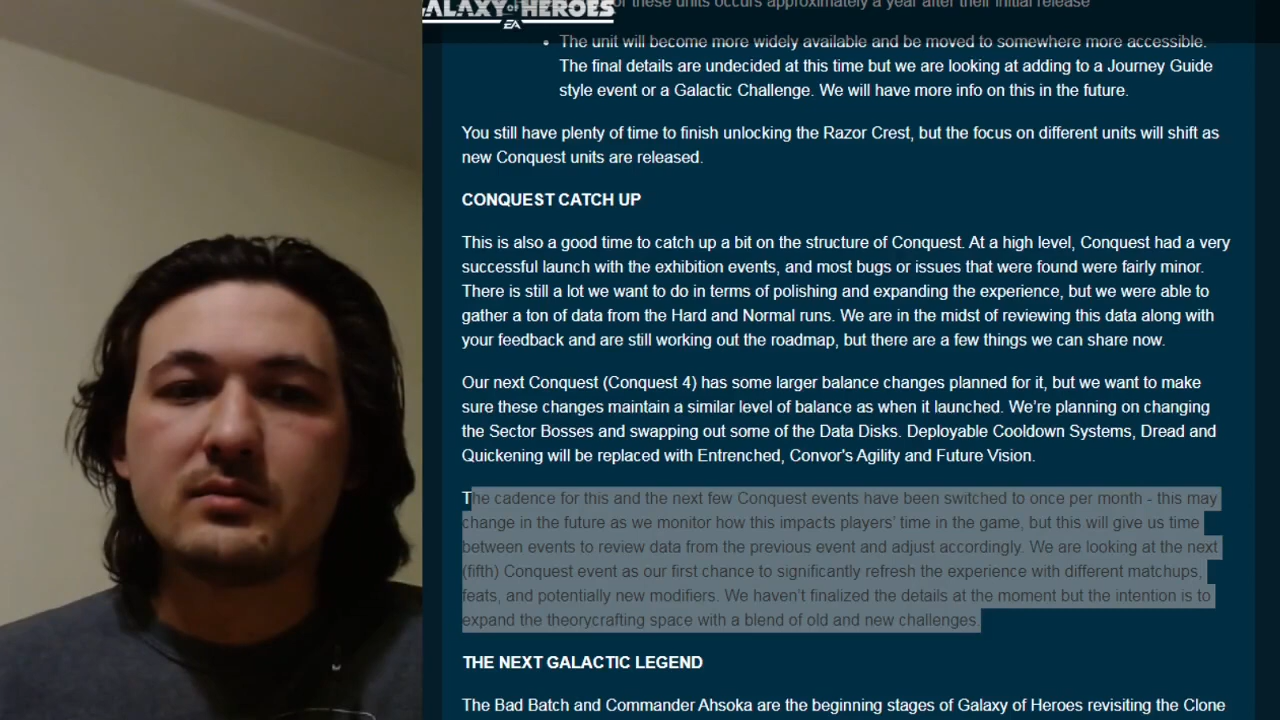 GALAXY OF HEROES
EA
for these units occurs approximately a year after their initial release
• The unit will become more widely available and be moved to somewhere more accessible.
The final details are undecided at this time but we are looking at adding to a Journey Guide
style event or a Galactic Challenge. We will have more info on this in the future.
You still have plenty of time to finish unlocking the Razor Crest, but the focus on different units will shift as
new Conquest units are released.
CONQUEST CATCH UP
This is also a good time to catch up a bit on the structure of Conquest. At a high level, Conquest had a very
successful launch with the exhibition events, and most bugs or issues that were found were fairly minor.
There is still a lot we want to do in terms of polishing and expanding the experience, but we were able to
gather a ton of data from the Hard and Normal runs. We are in the midst of reviewing this data along with
your feedback and are still working out the roadmap, but there are a few things we can share now.
Our next Conquest (Conquest 4) has some larger balance changes planned for it, but we want to make
sure these changes maintain a similar level of balance as when it launched. We're planning on changing
the Sector Bosses and swapping out some of the Data Disks. Deployable Cooldown Systems, Dread and
Quickening will be replaced with Entrenched, Convor's Agility and Future Vision.
The cadence for this and the next few Conquest events have been switched to once per month - this may
change in the future as we monitor how this impacts players' time in the game, but this will give us time
between events to review data from the previous event and adjust accordingly. We are looking at the next
(fifth) Conquest event as our first chance to significantly refresh the experience with different matchups,
feats, and potentially new modifiers. We haven't finalized the details at the moment but the intention is to
expand the theorycrafting space with a blend of old and new challenges.
THE NEXT GALACTIC LEGEND
The Bad Batch and Commander Ahsoka are the beginning stages of Galaxy of Heroes revisiting the Clone